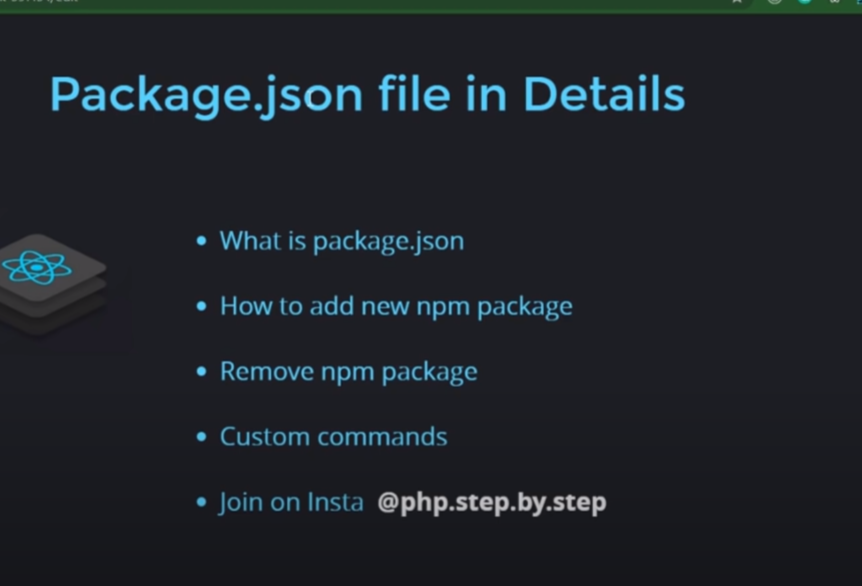 Package.json file in Details
What is package.json
How to add new npm package
Remove npm package
Custom commands
Join on Insta @php.step.by.step